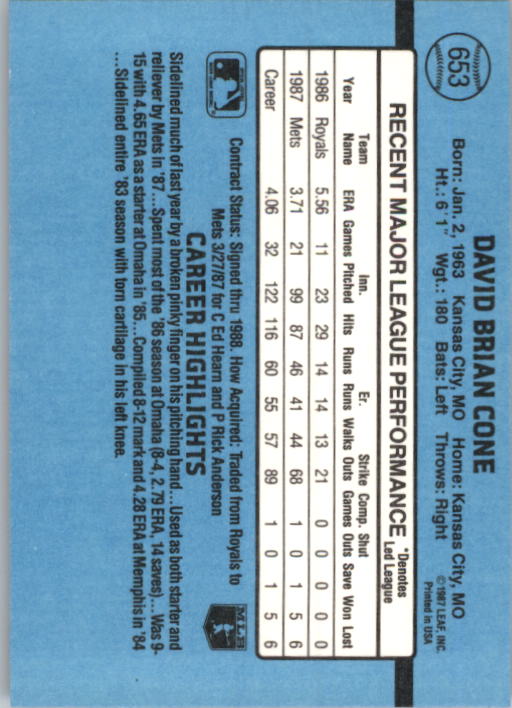 653
DAVID BRIAN CONE
Born: Jan. 2, 1963 Kansas City, MO Home: Kansas City, MO
Ht.: 6' 1" Wgt.: 180 Bats: Left Throws: Right
©1987 LEAF, INC.
Printed in USA
RECENT MAJOR LEAGUE PERFORMANCE *Denotes Led League
Year Team Name ERA Games Inn. Pitched Hits Runs Er. Runs Walks Strike Outs Comp. Games Shut Outs Save Won Lost
1986 Royals 5.56 11 23 29 14 14 13 21 0 0 0 0 0
1987 Mets 3.71 21 99 87 46 41 44 68 1 0 1 5 6
Career 4.06 32 122 116 60 55 57 89 1 0 1 5 6
Contract Status: Signed thru 1988. How Acquired: Traded from Royals to
Mets 3/27/87 for C Ed Hearn and P Rick Anderson
MLB
CAREER HIGHLIGHTS
Sidelined much of last year by a broken pinky finger on his pitching hand...Used as both starter and
reliever by Mets in '87...Spent most of the '86 season at Omaha (8-4, 2.79 ERA, 14 saves)...Was 9-
15 with 4.65 ERA as a starter at Omaha in '85...Compiled 8-12 mark and 4.28 ERA at Memphis in '84
...Sidelined entire '83 season with torn cartilage in his left knee.